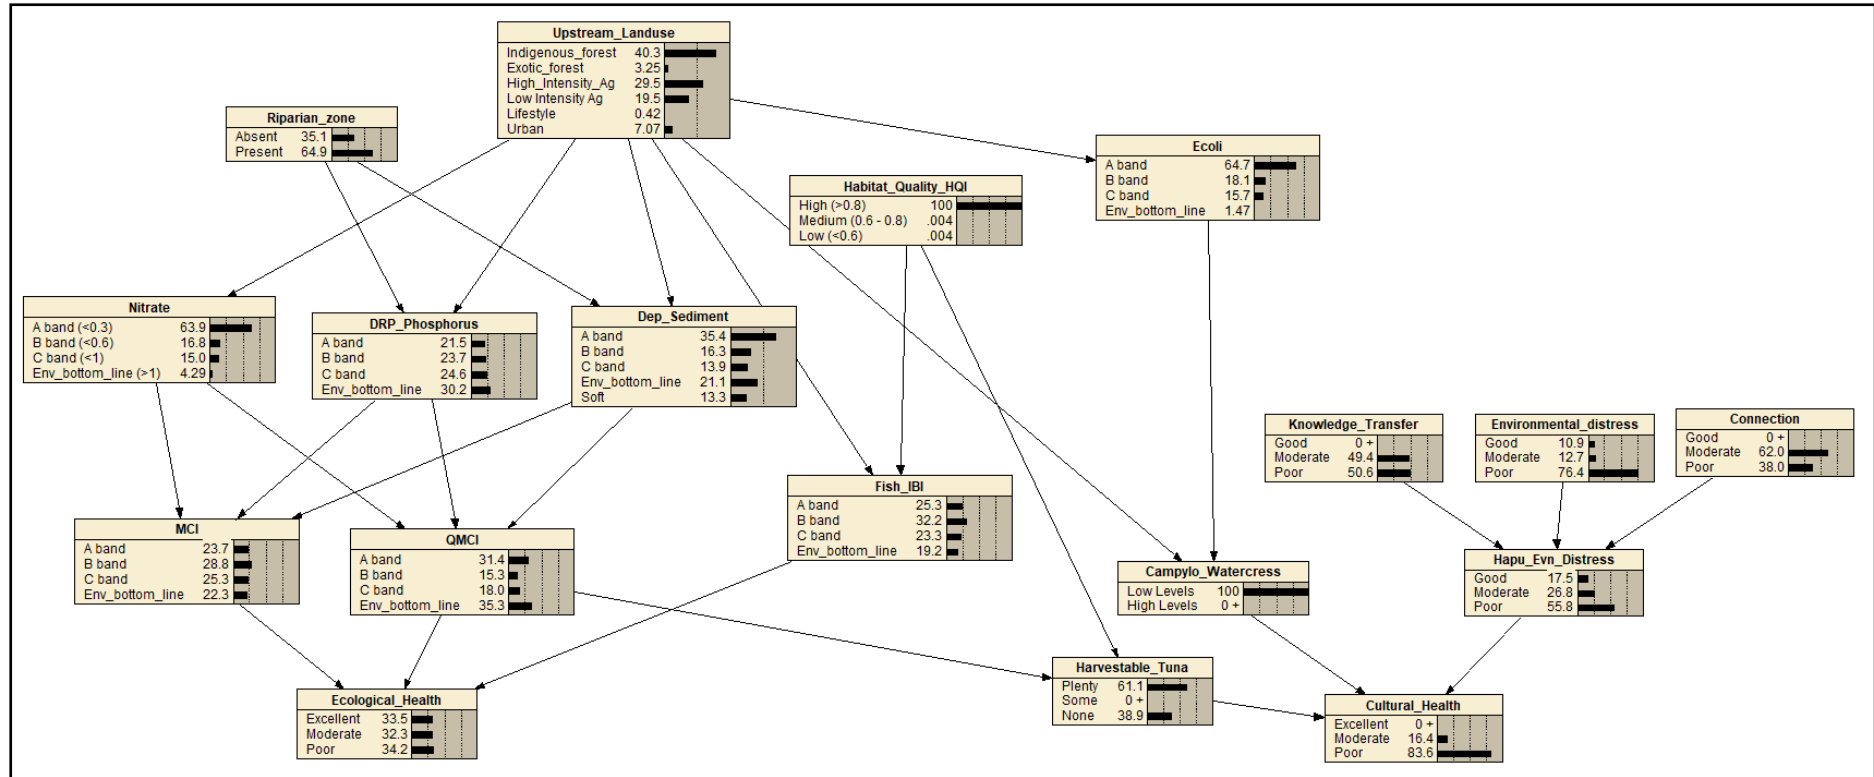 Upstream_Landuse
Indigenous_forest 40.3
Exotic_forest 3.25
High_Intensity_Ag 29.5
Low Intensity Ag 19.5
Lifestyle 0.42
Urban 7.07
Riparian_zone
Absent 35.1
Present 64.9
Ecoli
A band 64.7
B band 18.1
C band 15.7
Env_bottom_line 1.47
Habitat_Quality_HQI
High (>0.8) 100
Medium (0.6 - 0.8) .004
Low (<0.6) .004
Nitrate
A band (<0.3) 63.9
B band (<0.6) 16.8
C band (<1) 15.0
Env_bottom_line (>1) 4.29
DRP_Phosphorus
A band 21.5
B band 23.7
C band 24.6
Env_bottom_line 30.2
Dep_Sediment
A band 35.4
B band 16.3
C band 13.9
Env_bottom_line 21.1
Soft 13.3
Knowledge_Transfer
Good 0 +
Moderate 49.4
Poor 50.6
Environmental_distress
Good 10.9
Moderate 12.7
Poor 76.4
Connection
Good 0 +
Moderate 62.0
Poor 38.0
Fish_IBI
A band 25.3
B band 32.2
C band 23.3
Env_bottom_line 19.2
MCI
A band 23.7
B band 28.8
C band 25.3
Env_bottom_line 22.3
QMCI
A band 31.4
B band 15.3
C band 18.0
Env_bottom_line 35.3
Campylo_Watercress
Low Levels 100
High Levels 0 +
Hapu_Evn_Distress
Good 17.5
Moderate 26.8
Poor 55.8
Harvestable_Tuna
Plenty 61.1
Some 0 +
None 38.9
Ecological_Health
Excellent 33.5
Moderate 32.3
Poor 34.2
Cultural_Health
Excellent 0 +
Moderate 16.4
Poor 83.6